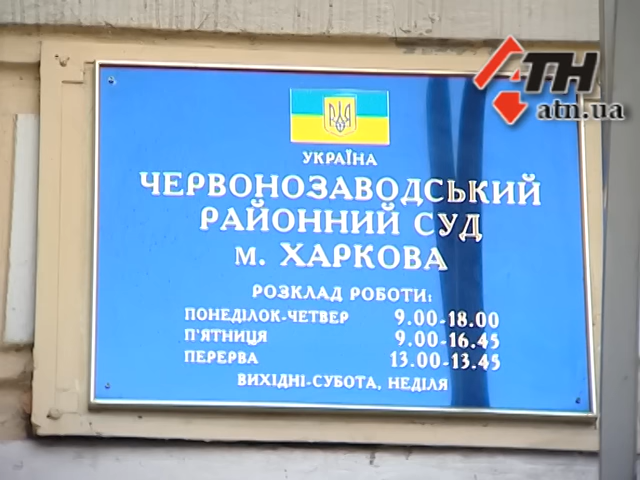 АТН
atn.ua
УКРАЇНА
ЧЕРВОНОЗАВОДСЬКИЙ
РАЙОННИЙ СУД
м. ХАРКОВА
РОЗКЛАД РОБОТИ:
ПОНЕДІЛОК-ЧЕТВЕР 9.00-18.00
П'ЯТНИЦЯ 9.00-16.45
ПЕРЕРВА 13.00-13.45
ВИХІДНІ-СУБОТА, НЕДІЛЯ